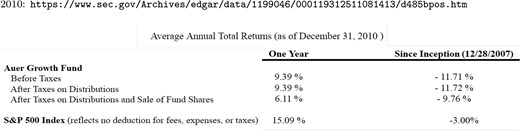 2010: https://www.sec.gov/Archives/edgar/data/1199046/000119312511081413/d485bpos.htm
Average Annual Total Returns (as of December 31, 2010 )
One Year Since Inception (12/28/2007)
Auer Growth Fund
Before Taxes 9.39 % - 11.71 %
After Taxes on Distributions 9.39 % - 11.72 %
After Taxes on Distributions and Sale of Fund Shares 6.11 % - 9.76 %
S&P 500 Index (reflects no deduction for fees, expenses, or taxes) 15.09 % -3.00%